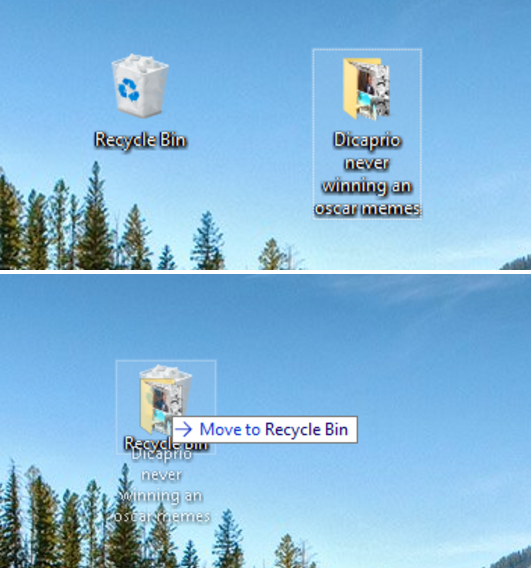 Recycle Bin
Dicaprio
never
winning an
oscar memes
Move to Recycle Bin
Recycle Bin
Dicaprio
never
winning an
oscar memes